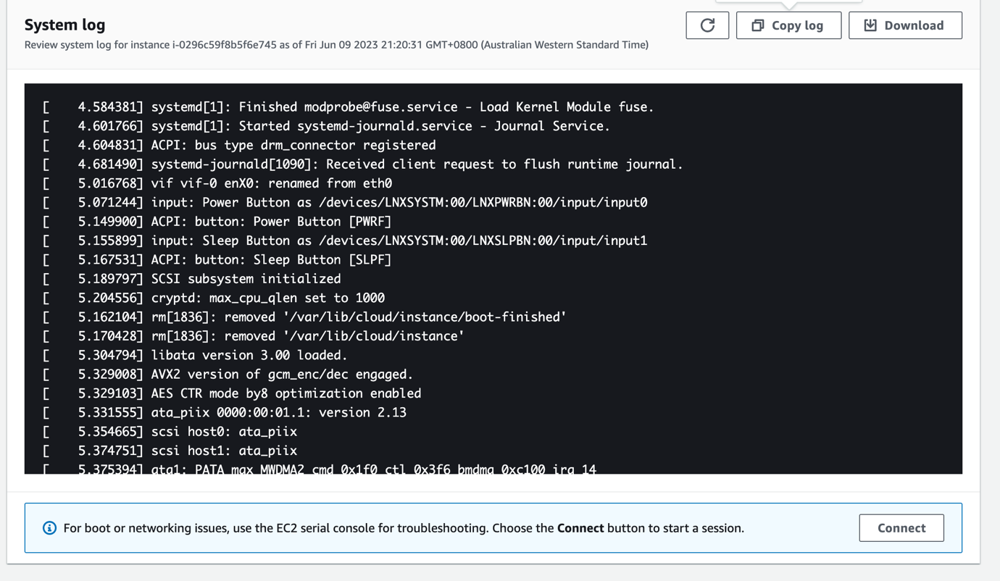 System log
Copy log
Download
Review system log for instance i-0296c59f8b5f6e745 as of Fri Jun 09 2023 21:20:31 GMT+0800 (Australian Western Standard Time)
[    4.584381] systemd[1]: Finished modprobe@fuse.service - Load Kernel Module fuse.
[    4.601766] systemd[1]: Started systemd-journald.service - Journal Service.
[    4.604831] ACPI: bus type drm_connector registered
[    4.681490] systemd-journald[1090]: Received client request to flush runtime journal.
[    5.016768] vif vif-0 enX0: renamed from eth0
[    5.071244] input: Power Button as /devices/LNXSYSTM:00/LNXPWRBN:00/input/input0
[    5.149900] ACPI: button: Power Button [PWRF]
[    5.155899] input: Sleep Button as /devices/LNXSYSTM:00/LNXSLPBN:00/input/input1
[    5.167531] ACPI: button: Sleep Button [SLPF]
[    5.189797] SCSI subsystem initialized
[    5.204556] cryptd: max_cpu_qlen set to 1000
[    5.162104] rm[1836]: removed '/var/lib/cloud/instance/boot-finished'
[    5.170428] rm[1836]: removed '/var/lib/cloud/instance'
[    5.304794] libata version 3.00 loaded.
[    5.329008] AVX2 version of gcm_enc/dec engaged.
[    5.329103] AES CTR mode by8 optimization enabled
[    5.331555] ata_piix 0000:00:01.1: version 2.13
[    5.354665] scsi host0: ata_piix
[    5.374751] scsi host1: ata_piix
[    5.375394] ata1: PATA max MWDMA2 cmd 0x1f0 ctl 0x3f6 bmdma 0xc100 irq 14
For boot or networking issues, use the EC2 serial console for troubleshooting. Choose the Connect button to start a session.
Connect